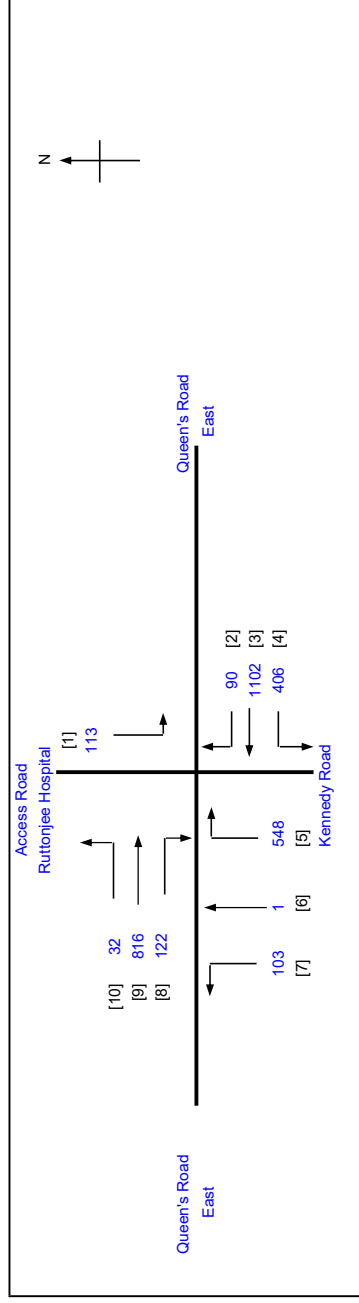 N
Access Road
Ruttonjee Hospital
[1]
113
[10] 32
[9] 816
[8] 122
Queen's Road
East
Queen's Road
East
90 [2]
1102 [3]
406 [4]
103 1 548
[7] [6] [5]
Kennedy Road